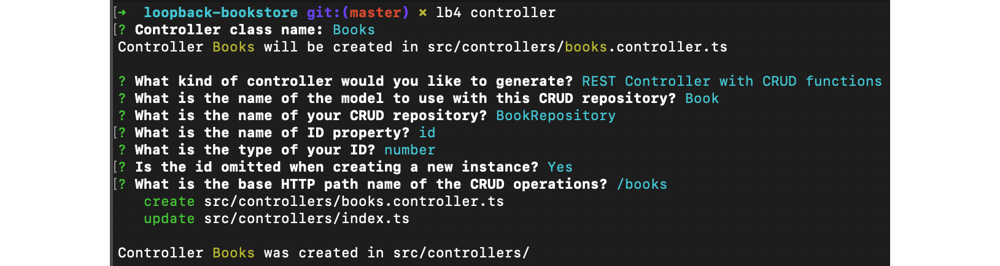 [➜  loopback-bookstore git:(master) ✗ lb4 controller
[? Controller class name: Books
Controller Books will be created in src/controllers/books.controller.ts
? What kind of controller would you like to generate? REST Controller with CRUD functions
? What is the name of the model to use with this CRUD repository? Book
? What is the name of your CRUD repository? BookRepository
[? What is the name of ID property? id
? What is the type of your ID? number
[? Is the id omitted when creating a new instance? Yes
[? What is the base HTTP path name of the CRUD operations? /books
create src/controllers/books.controller.ts
update src/controllers/index.ts
Controller Books was created in src/controllers/